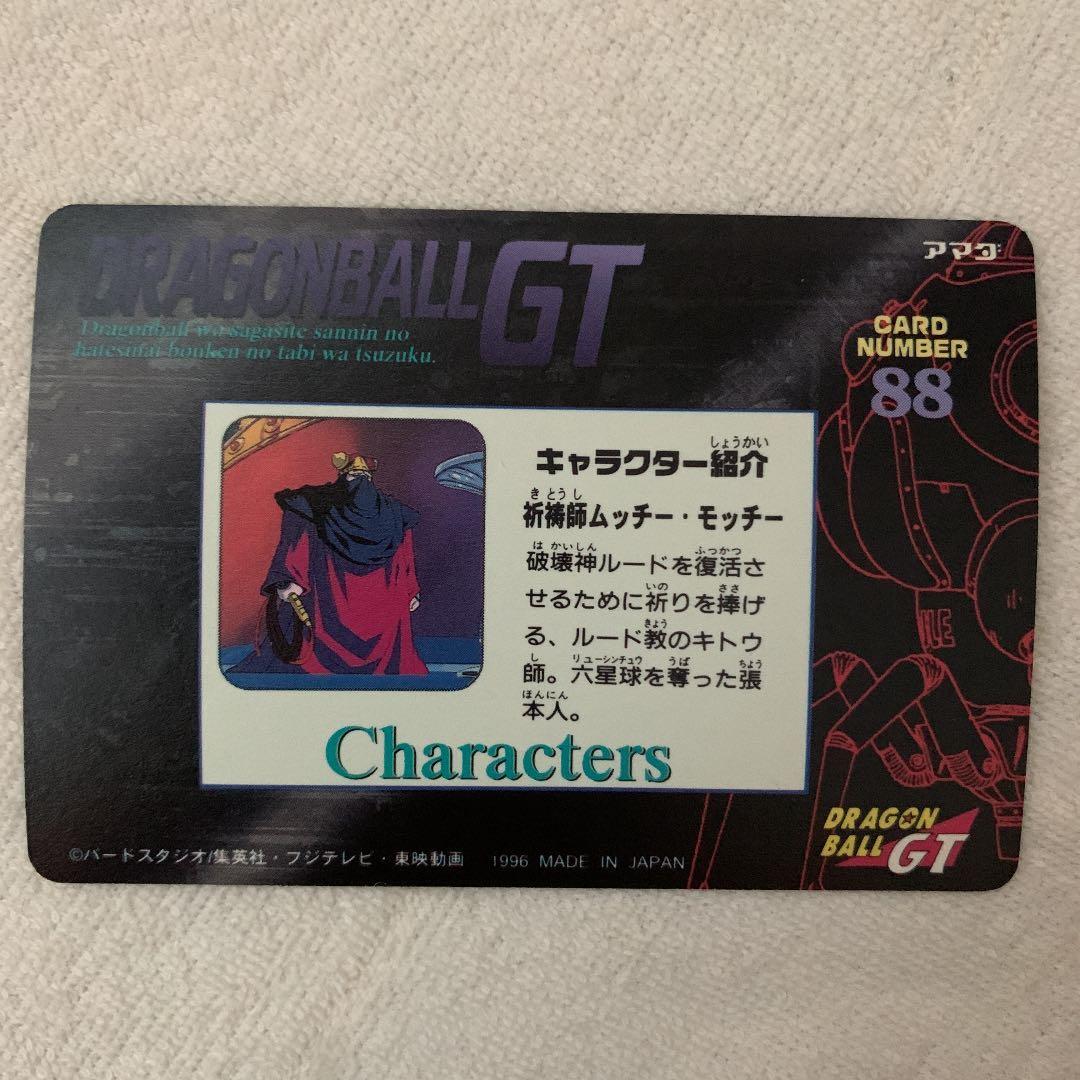 DRAGONBALL GT
Dragonball wo sagasite sannin no
hatesinai bouken no tabi wa tsuzuku.
アマダ
CARD
NUMBER
88
しょうかい
キャラクター紹介
きとうし
祈祷師ムッチー・モッチー
はかいしん ふっかつ
破壊神ルードを復活さ
いの ささ
せるために祈りを捧げ
きょう
る、ルード教のキトウ
し リューシンチュウ うば ちょう
師。六星球を奪った張
ほんにん
本人。
Characters
DRAGON
BALL GT
©バードスタジオ/集英社・フジテレビ・東映動画 1996 MADE IN JAPAN